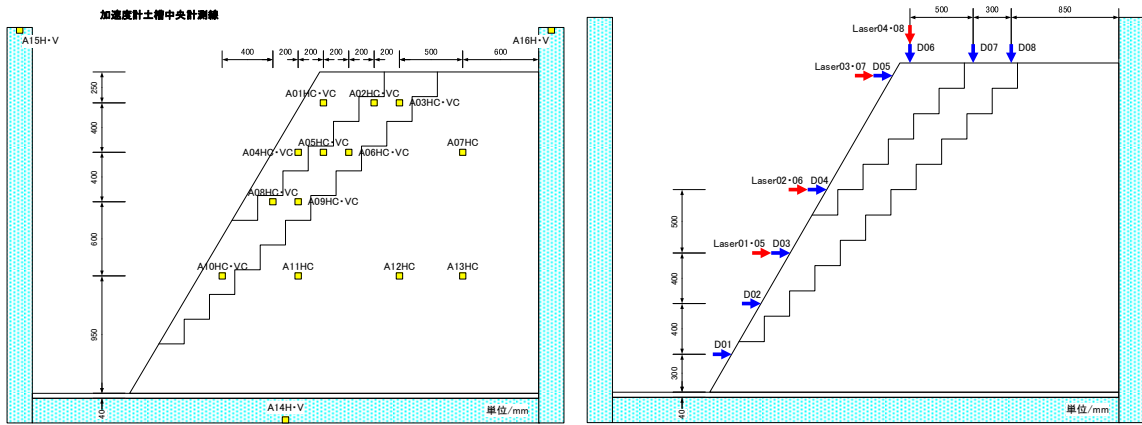 加速度計土槽中央計測線
A15H・V
A16H・V
400
200
200
200
200
500
600
250
A01HC・VC
A02HC・VC
A03HC・VC
400
A04HC・VC
A05HC・VC
A06HC・VC
A07HC
400
A08HC・VC
A09HC・VC
600
A10HC・VC
A11HC
A12HC
A13HC
950
40
A14H・V
単位/mm
500
300
850
Laser04・08
D06
D07
D08
Laser03・07
D05
Laser02・06
D04
500
Laser01・05
D03
400
D02
400
D01
300
40
単位/mm